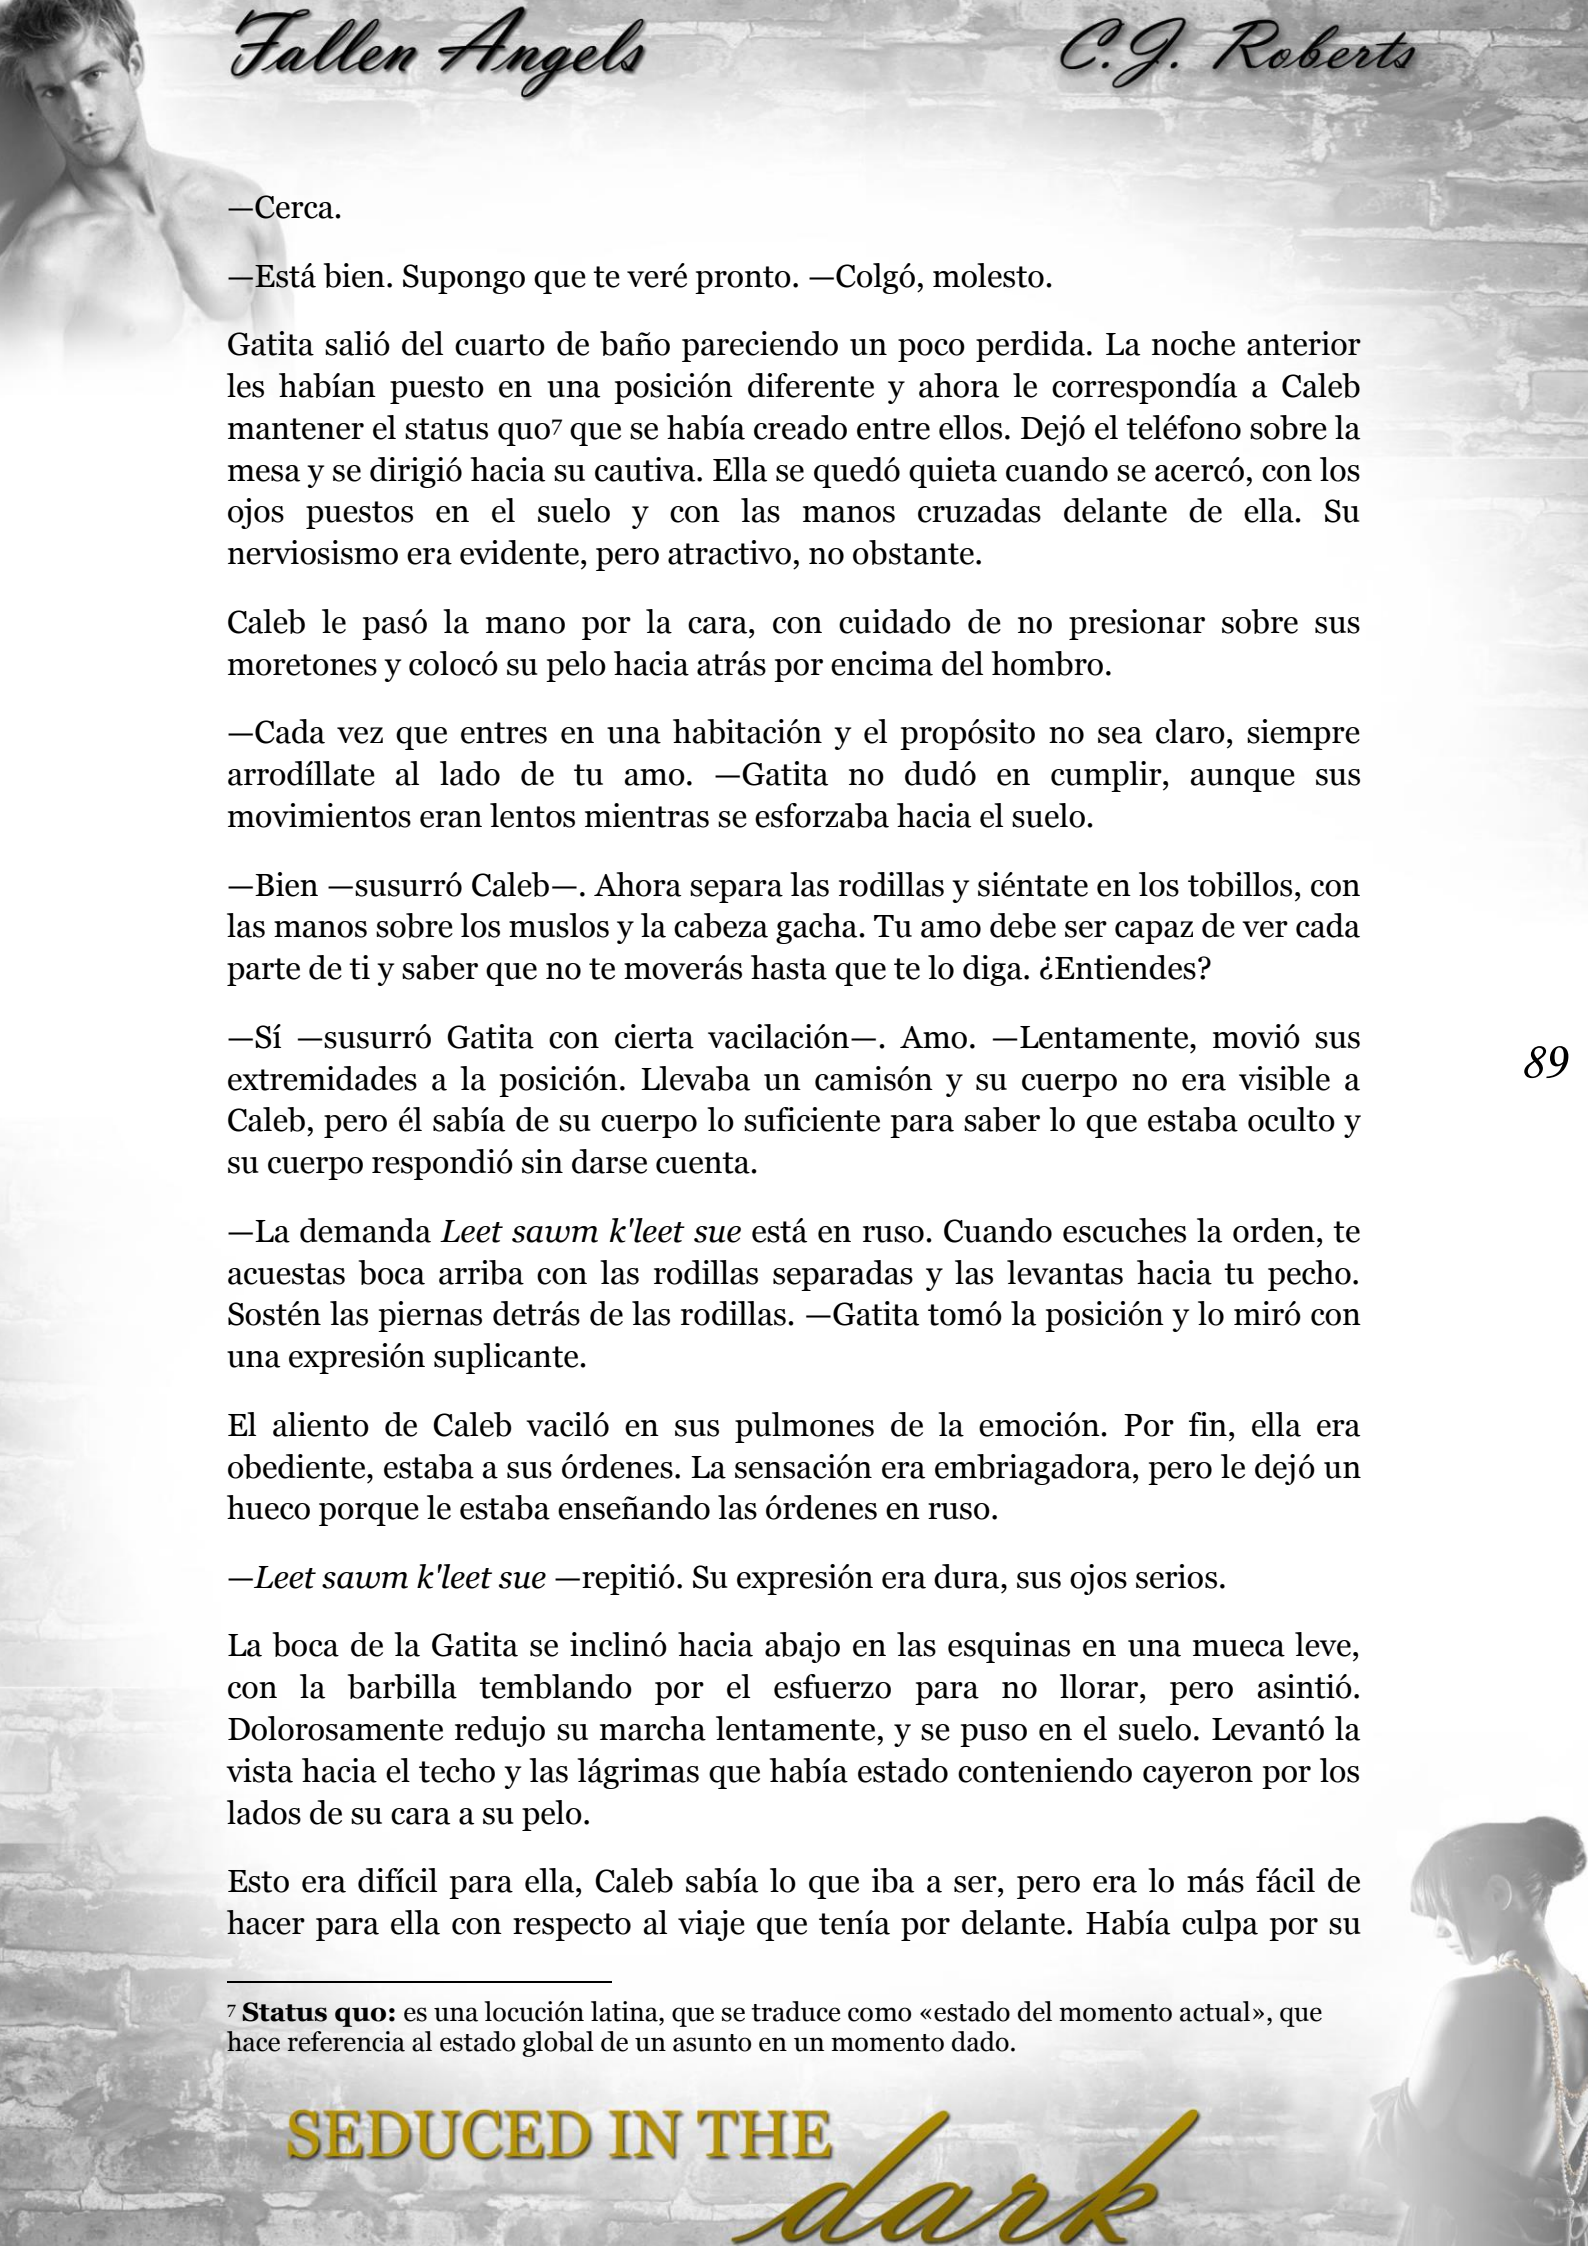 Fallen Angels
C.J. Roberts
—Cerca.
—Está bien. Supongo que te veré pronto. —Colgó, molesto.
Gatita salió del cuarto de baño pareciendo un poco perdida. La noche anterior
les habían puesto en una posición diferente y ahora le correspondía a Caleb
mantener el status quo⁷ que se había creado entre ellos. Dejó el teléfono sobre la
mesa y se dirigió hacia su cautiva. Ella se quedó quieta cuando se acercó, con los
ojos puestos en el suelo y con las manos cruzadas delante de ella. Su
nerviosismo era evidente, pero atractivo, no obstante.
Caleb le pasó la mano por la cara, con cuidado de no presionar sobre sus
moretones y colocó su pelo hacia atrás por encima del hombro.
—Cada vez que entres en una habitación y el propósito no sea claro, siempre
arrodíllate al lado de tu amo. —Gatita no dudó en cumplir, aunque sus
movimientos eran lentos mientras se esforzaba hacia el suelo.
—Bien —susurró Caleb—. Ahora separa las rodillas y siéntate en los tobillos, con
las manos sobre los muslos y la cabeza gacha. Tu amo debe ser capaz de ver cada
parte de ti y saber que no te moverás hasta que te lo diga. ¿Entiendes?
—Sí —susurró Gatita con cierta vacilación—. Amo. —Lentamente, movió sus
extremidades a la posición. Llevaba un camisón y su cuerpo no era visible a
Caleb, pero él sabía de su cuerpo lo suficiente para saber lo que estaba oculto y
su cuerpo respondió sin darse cuenta.
—La demanda Leet sawm k'leet sue está en ruso. Cuando escuches la orden, te
acuestas boca arriba con las rodillas separadas y las levantas hacia tu pecho.
Sostén las piernas detrás de las rodillas. —Gatita tomó la posición y lo miró con
una expresión suplicante.
El aliento de Caleb vaciló en sus pulmones de la emoción. Por fin, ella era
obediente, estaba a sus órdenes. La sensación era embriagadora, pero le dejó un
hueco porque le estaba enseñando las órdenes en ruso.
—Leet sawm k'leet sue —repitió. Su expresión era dura, sus ojos serios.
La boca de la Gatita se inclinó hacia abajo en las esquinas en una mueca leve,
con la barbilla temblando por el esfuerzo para no llorar, pero asintió.
Dolorosamente redujo su marcha lentamente, y se puso en el suelo. Levantó la
vista hacia el techo y las lágrimas que había estado conteniendo cayeron por los
lados de su cara a su pelo.
Esto era difícil para ella, Caleb sabía lo que iba a ser, pero era lo más fácil de
hacer para ella con respecto al viaje que tenía por delante. Había culpa por su
89
⁷ Status quo: es una locución latina, que se traduce como «estado del momento actual», que
hace referencia al estado global de un asunto en un momento dado.
SEDUCED IN THE
dark